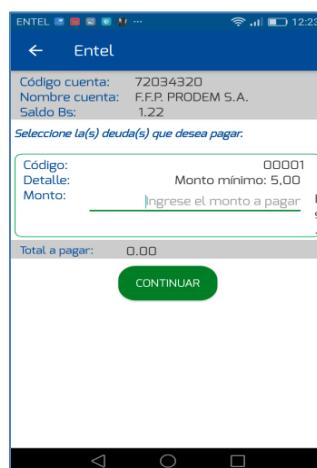 ENTEL ... 12:23
Entel
Código cuenta: 72034320
Nombre cuenta: F.F.P. PRODEM S.A.
Saldo Bs: 1.22
Seleccione la(s) deuda(s) que desea pagar:
Código: 00001
Detalle: Monto mínimo: 5,00
Monto: Ingrese el monto a pagar
Total a pagar: 0.00
CONTINUAR